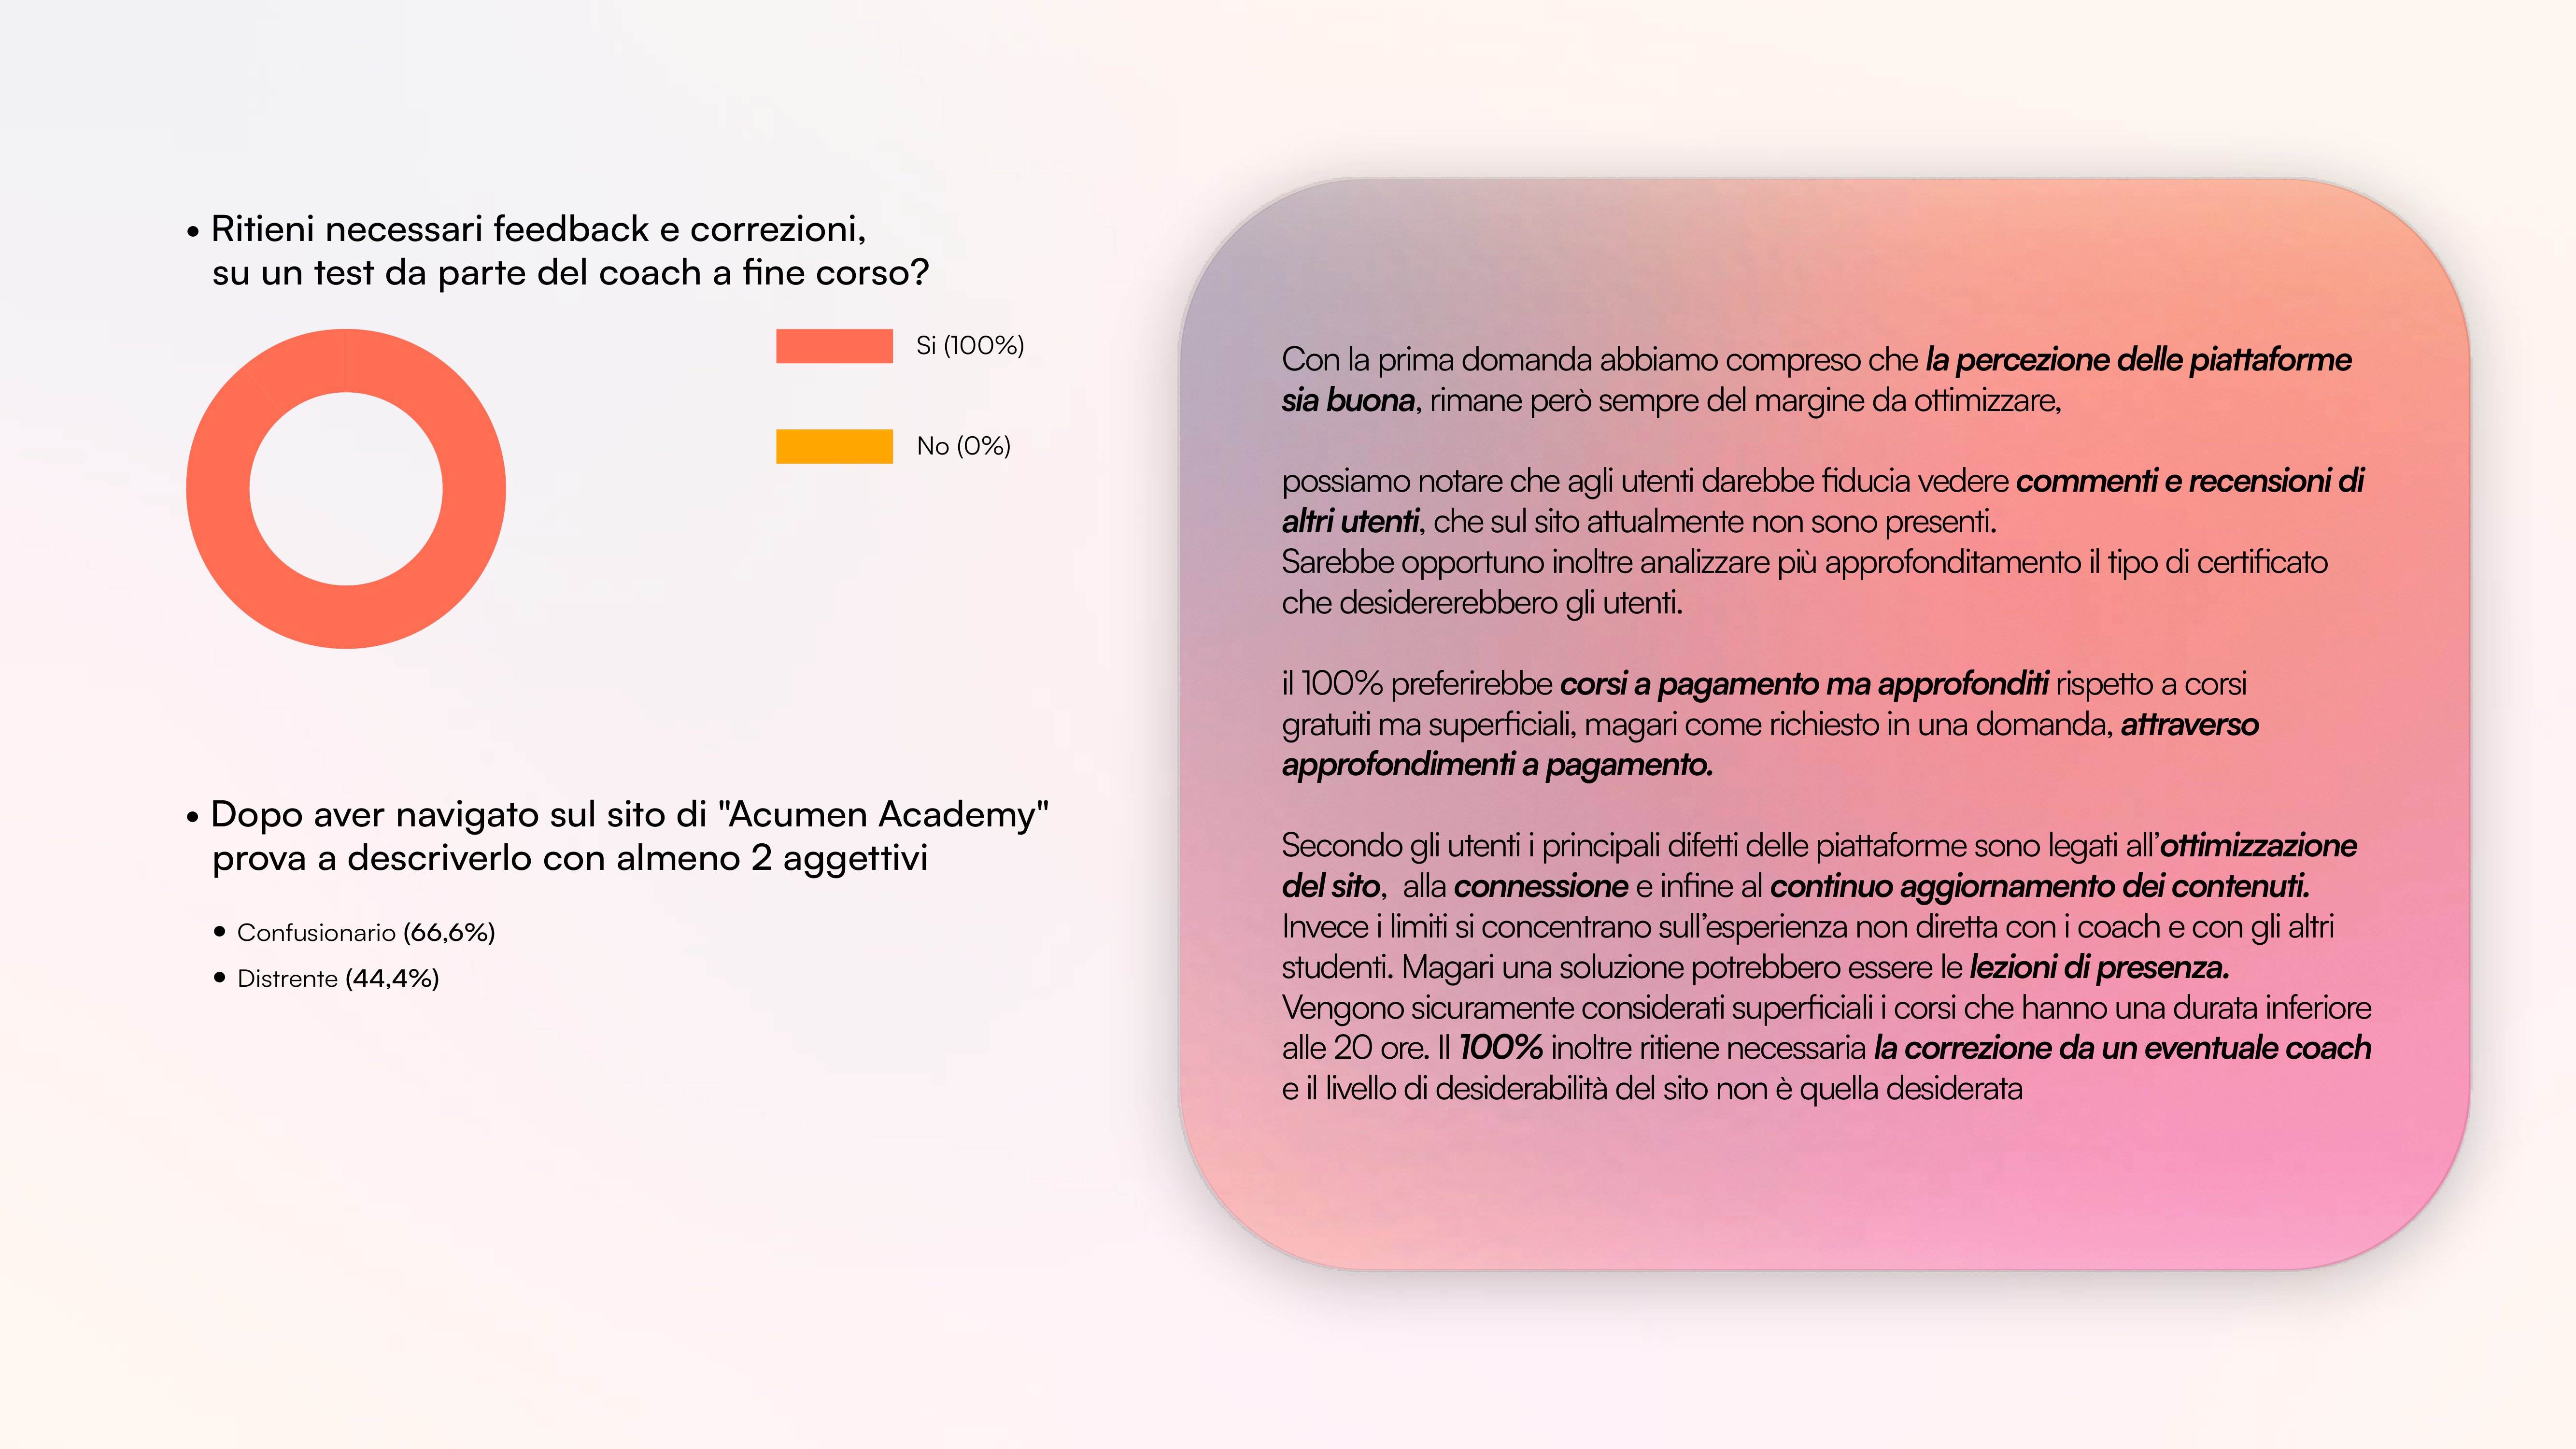 • Ritieni necessari feedback e correzioni,
su un test da parte del coach a fine corso?
Si (100%)
No (0%)
• Dopo aver navigato sul sito di "Acumen Academy"
prova a descriverlo con almeno 2 aggettivi
• Confusionario (66,6%)
• Distrente (44,4%)
Con la prima domanda abbiamo compreso che la percezione delle piattaforme
sia buona, rimane però sempre del margine da ottimizzare,
possiamo notare che agli utenti darebbe fiducia vedere commenti e recensioni di
altri utenti, che sul sito attualmente non sono presenti.
Sarebbe opportuno inoltre analizzare più approfonditamento il tipo di certificato
che desidererebbero gli utenti.
il 100% preferirebbe corsi a pagamento ma approfonditi rispetto a corsi
gratuiti ma superficiali, magari come richiesto in una domanda, attraverso
approfondimenti a pagamento.
Secondo gli utenti i principali difetti delle piattaforme sono legati all’ottimizzazione
del sito, alla connessione e infine al continuo aggiornamento dei contenuti.
Invece i limiti si concentrano sull’esperienza non diretta con i coach e con gli altri
studenti. Magari una soluzione potrebbero essere le lezioni di presenza.
Vengono sicuramente considerati superficiali i corsi che hanno una durata inferiore
alle 20 ore. Il 100% inoltre ritiene necessaria la correzione da un eventuale coach
e il livello di desiderabilità del sito non è quella desiderata